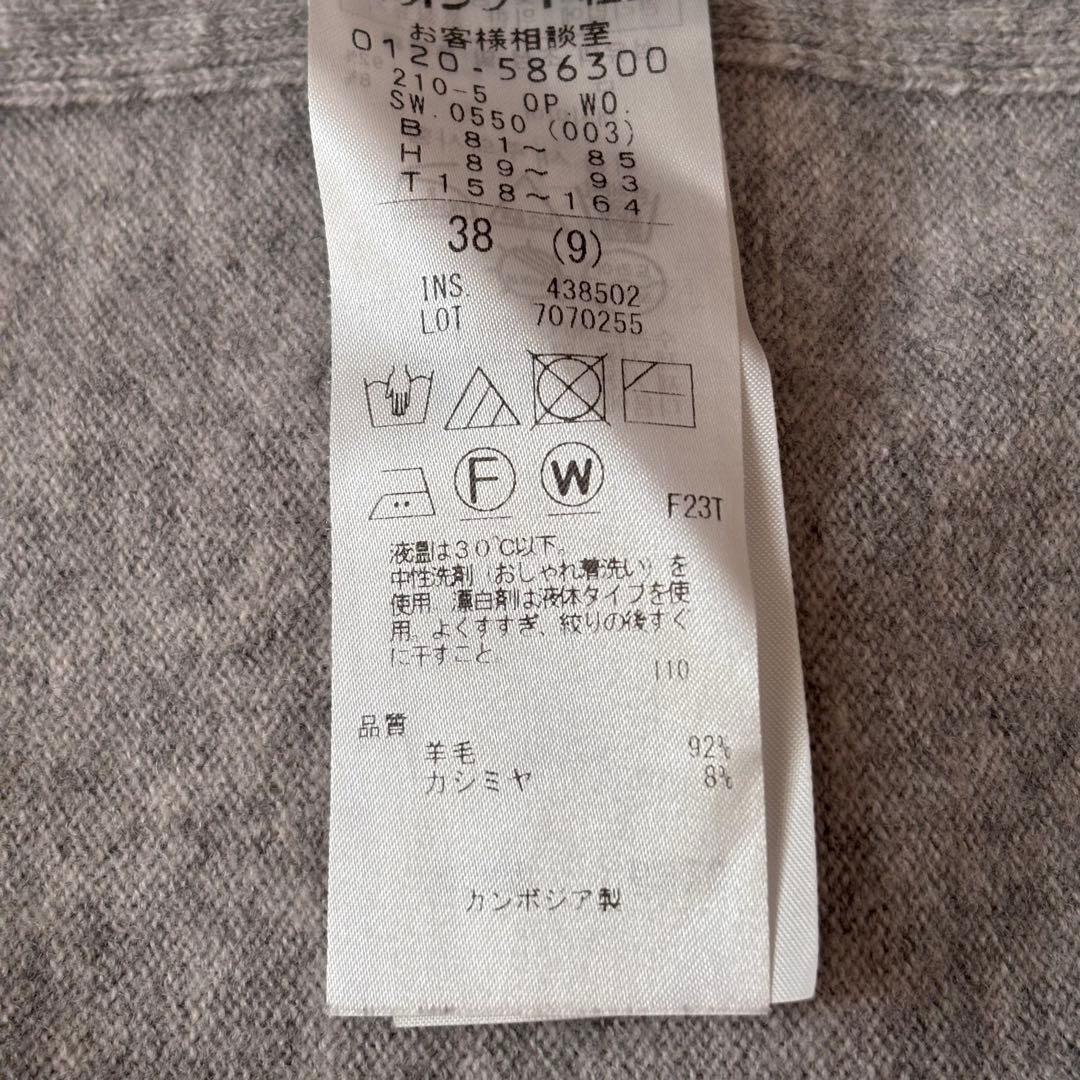 お客様相談室
0120-586300
210-5 OP.WO.
SW.0550 (003)
B 81～ 85
H 89～ 93
T 158～164
38 (9)
INS. 438502
LOT 7070255
F W F23T
液温は30℃以下。
中性洗剤（おしゃれ着洗い）を
使用。漂白剤は液体タイプを使
用。よくすすぎ、絞りの後すぐ
に干すこと。
110
品質
羊毛 92%
カシミヤ 8%
カンボジア製